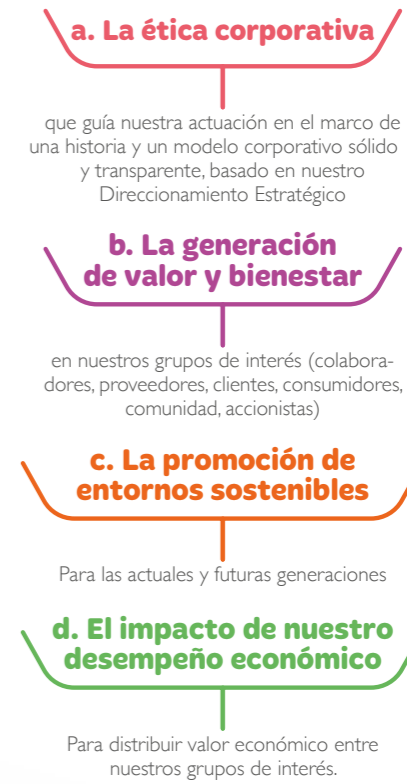 a. La ética corporativa
que guía nuestra actuación en el marco de
una historia y un modelo corporativo sólido
y transparente, basado en nuestro
Direccionamiento Estratégico
b. La generación
de valor y bienestar
en nuestros grupos de interés (colabora-
dores, proveedores, clientes, consumidores,
comunidad, accionistas)
c. La promoción de
entornos sostenibles
Para las actuales y futuras generaciones
d. El impacto de nuestro
desempeño económico
Para distribuir valor económico entre
nuestros grupos de interés.